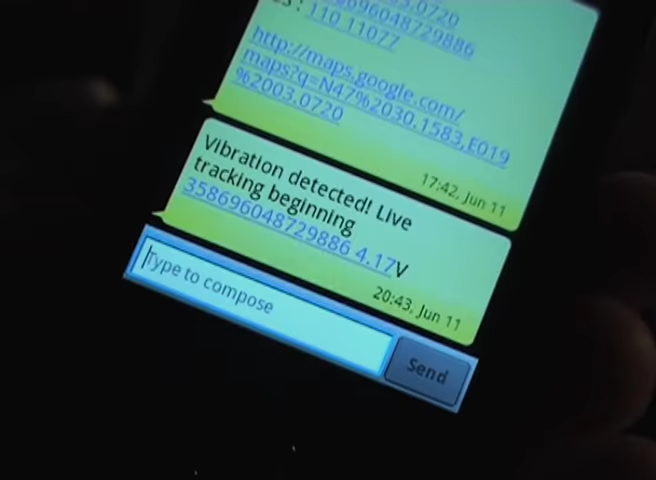 110.11077
http://maps.google.com/
maps?q=N47%2030.1583,E019
%2003.0720
17:42, Jun 11
Vibration detected! Live
tracking beginning
358696048729886 4.17V
20:43, Jun 11
Type to compose
Send